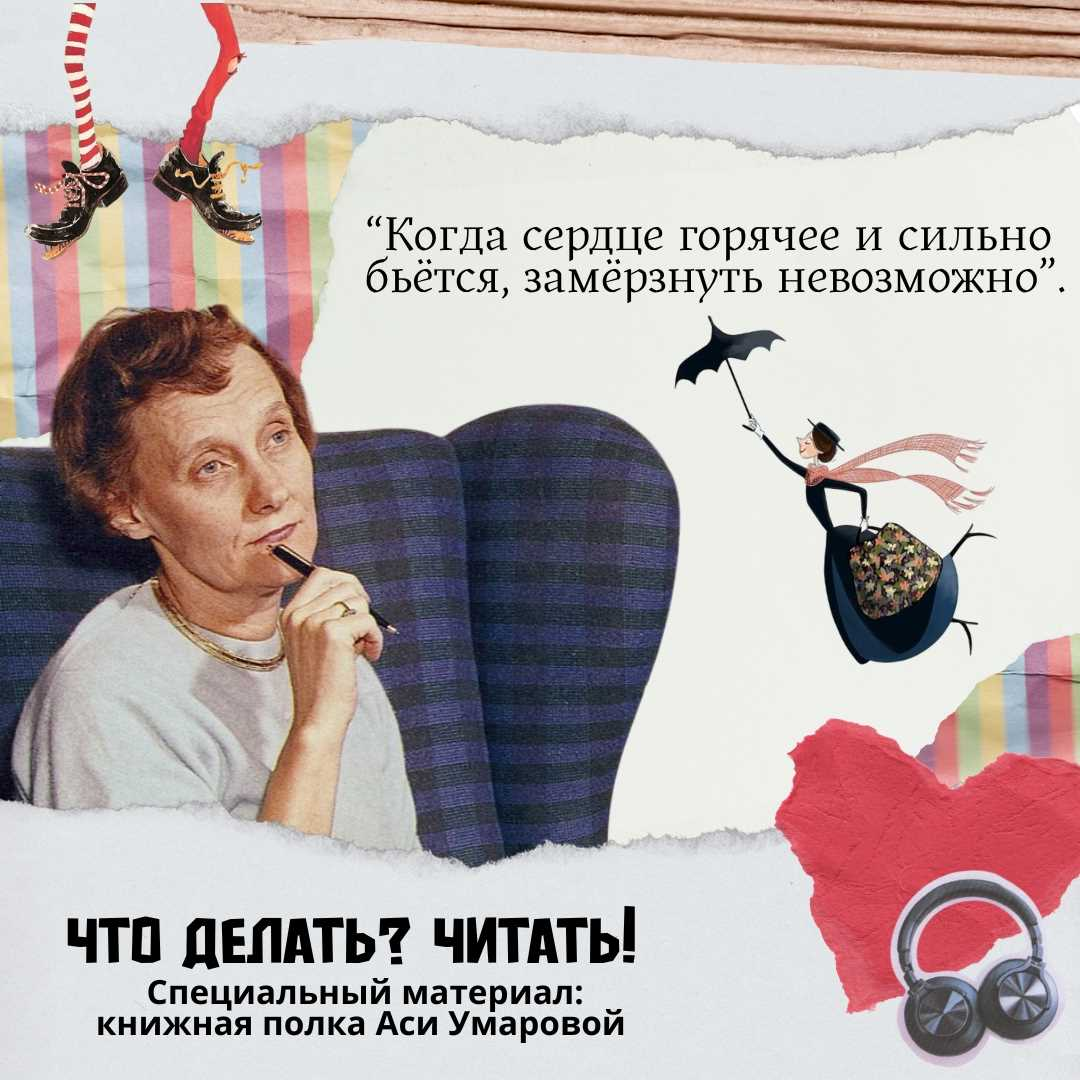 “Когда сердце горячее и сильно
бьётся, замёрзнуть невозможно”.
ЧТО ДЕЛАТЬ? ЧИТАТЬ!
Специальный материал:
книжная полка Аси Умаровой